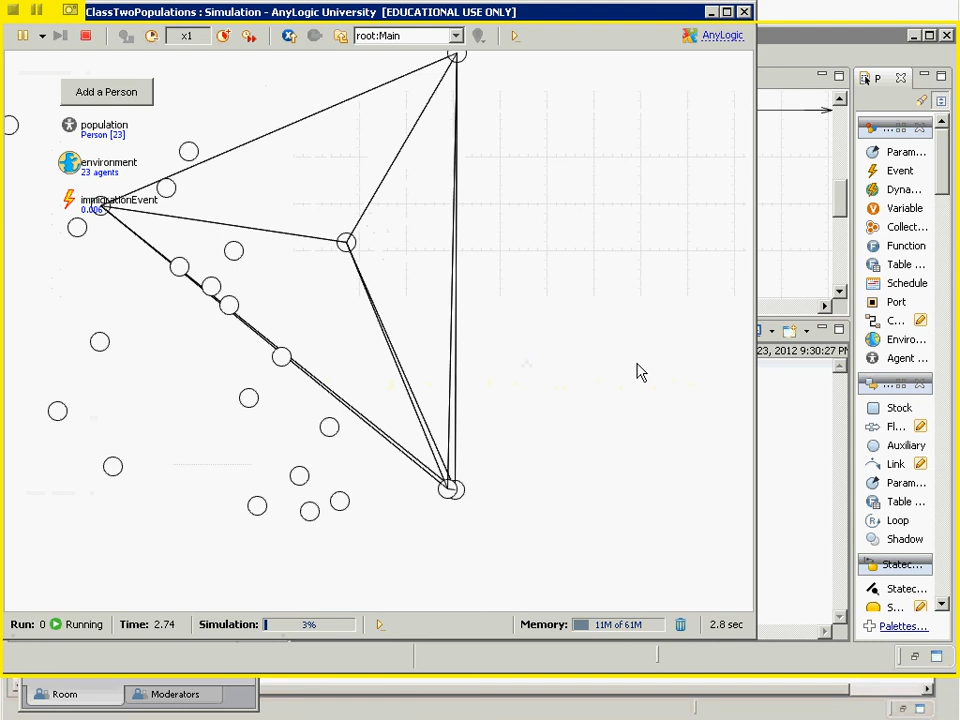 ClassTwoPopulations : Simulation - AnyLogic University [EDUCATIONAL USE ONLY]
x1
root:Main
AnyLogic
Add a Person
population
Person [23]
environment
23 agents
immigrationEvent
0.006
P
23, 2012 9:30:27 PM
Param...
Event
Dyna...
Variable
Collect...
Function
Table ...
Schedule
Port
C...
Enviro...
Agent ...
Stock
Fl...
Auxiliary
Link
Param...
Table ...
Loop
Shadow
Statec...
Statec...
S...
Palettes...
Run: 0 Running Time: 2.74 Simulation: 3% Memory: 11M of 61M 2.8 sec
Room Moderators